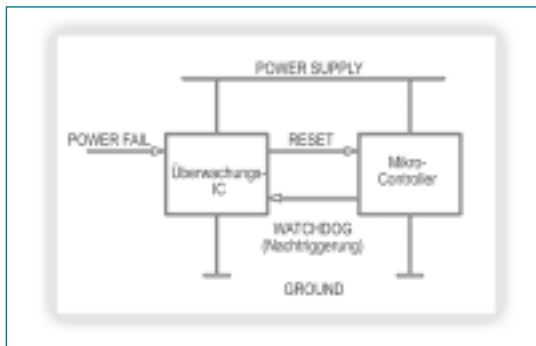 POWER SUPPLY
POWER FAIL
RESET
Überwachungs-
IC
Mikro-
Controller
WATCHDOG
(Nachtriggerung)
GROUND